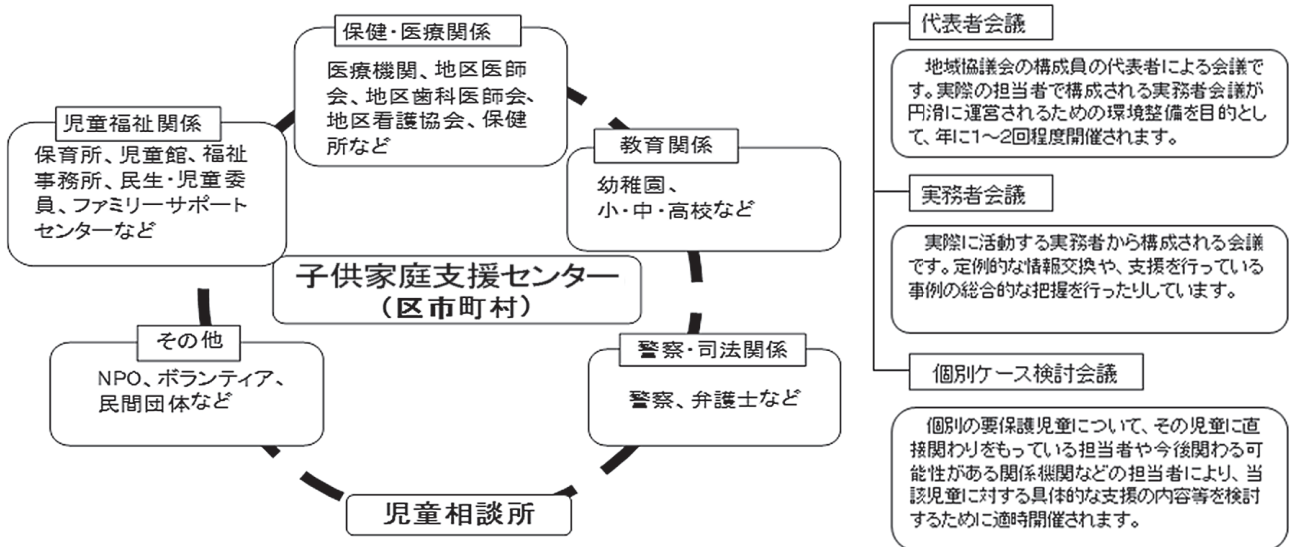 保健・医療関係
医療機関、地区医師
会、地区歯科医師会、
地区看護協会、保健
所など
児童福祉関係
保育所、児童館、福祉
事務所、民生・児童委
員、ファミリーサポート
センターなど
教育関係
幼稚園、
小・中・高校など
子供家庭支援センター
（区市町村）
その他
NPO、ボランティア、
民間団体など
警察・司法関係
警察、弁護士など
児童相談所
代表者会議
地域協議会の構成員の代表者による会議で
す。実際の担当者で構成される実務者会議が
円滑に運営されるための環境整備を目的とし
て、年に1～2回程度開催されます。
実務者会議
実際に活動する実務者から構成される会議
です。定例的な情報交換や、支援を行っている
事例の総合的な把握を行ったりしています。
個別ケース検討会議
個別の要保護児童について、その児童に直
接関わりをもっている担当者や今後関わる可
能性がある関係機関などの担当者により、当
該児童に対する具体的な支援の内容等を検討
するために適時開催されます。